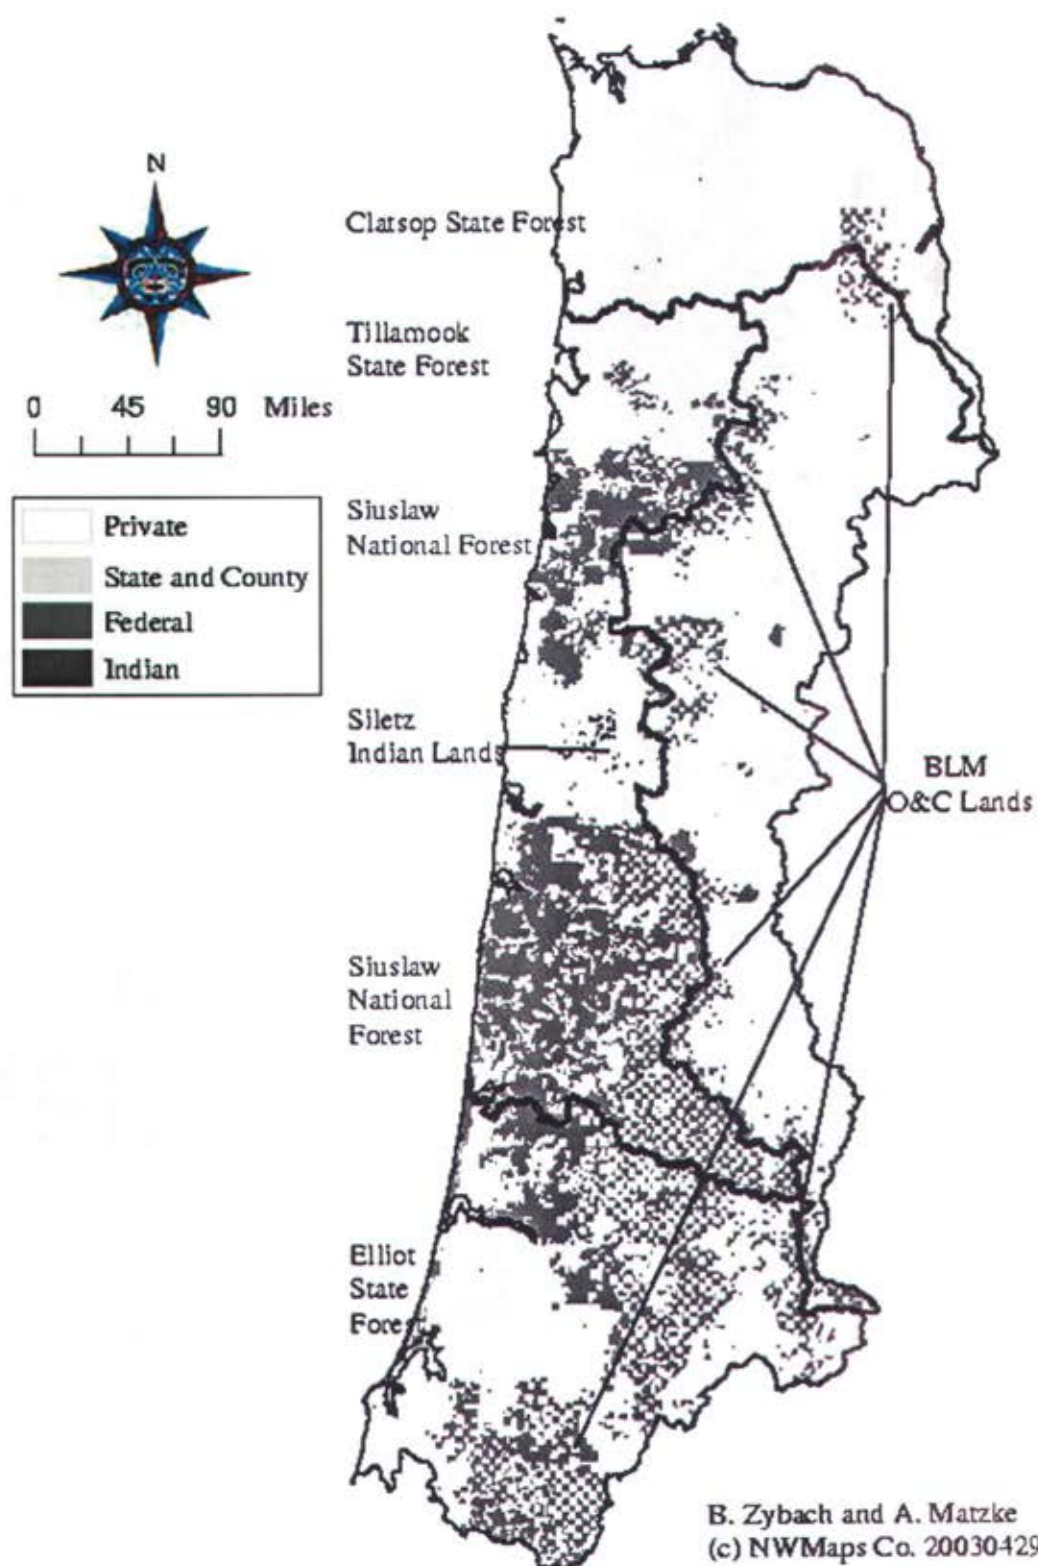 N
Clatsop State Forest
Tillamook
State Forest
0 45 90 Miles
Private
State and County
Federal
Indian
Siuslaw
National Forest
Siletz
Indian Lands
BLM
O&C Lands
Siuslaw
National
Forest
Elliot
State
Forest
B. Zybach and A. Matzke
(c) NWMaps Co. 20030429